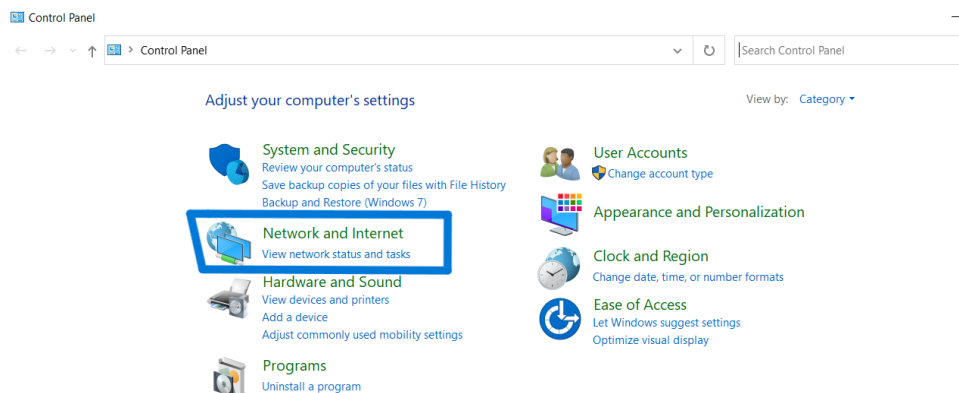 Control Panel
Control Panel
Search Control Panel
Adjust your computer's settings
View by: Category
System and Security
Review your computer's status
Save backup copies of your files with File History
Backup and Restore (Windows 7)
Network and Internet
View network status and tasks
Hardware and Sound
View devices and printers
Add a device
Adjust commonly used mobility settings
Programs
Uninstall a program
User Accounts
Change account type
Appearance and Personalization
Clock and Region
Change date, time, or number formats
Ease of Access
Let Windows suggest settings
Optimize visual display